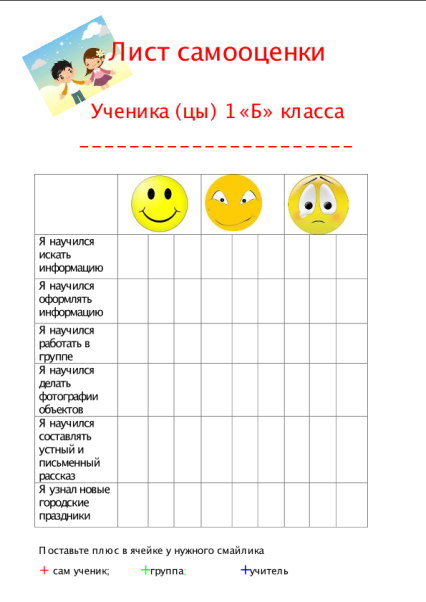 Лист самооценки
Ученика (цы) 1 «Б» класса
______________________
Я научился
искать
информацию
Я научился
оформлять
информацию
Я научился
работать в
группе
Я научился
делать
фотографии
объектов
Я научился
составлять
устный и
письменный
рассказ
Я узнал новые
городские
праздники
Поставьте плюс в ячейке у нужного смайлика
+ сам ученик; +группа; +учитель